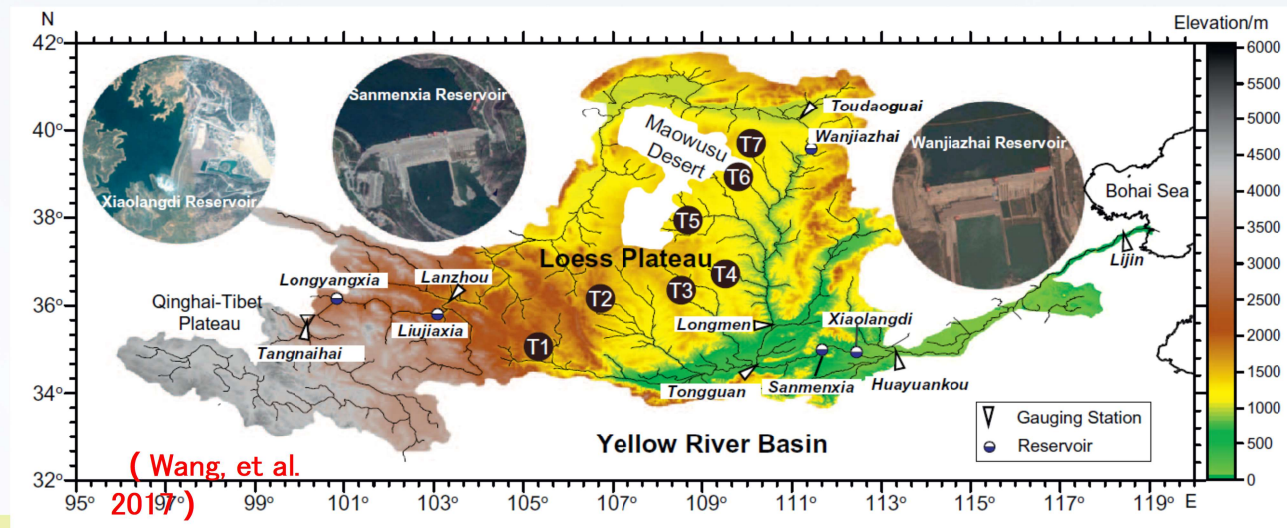 N
Elevation/m
42°
40°
38°
36°
34°
32°
6000
5500
5000
4500
4000
3500
3000
2500
2000
1500
1000
500
0
Xiaolangdi Reservoir
Sanmenxia Reservoir
Wanjiazhai Reservoir
Toudaoguai
Wanjiazhai
Maowusu
Desert
T7
T6
T5
T4
T3
T2
T1
Loess Plateau
Bohai Sea
Lijin
Longyangxia
Lanzhou
Qinghai-Tibet
Plateau
Liujiaxia
Tangnaihai
Longmen
Xiaolangdi
Tongguan
Sanmenxia
Huayuankou
Gauging Station
Reservoir
Yellow River Basin
( Wang, et al.
2017 )
95°
97°
99°
101°
103°
105°
107°
109°
111°
113°
115°
117°
119°
E